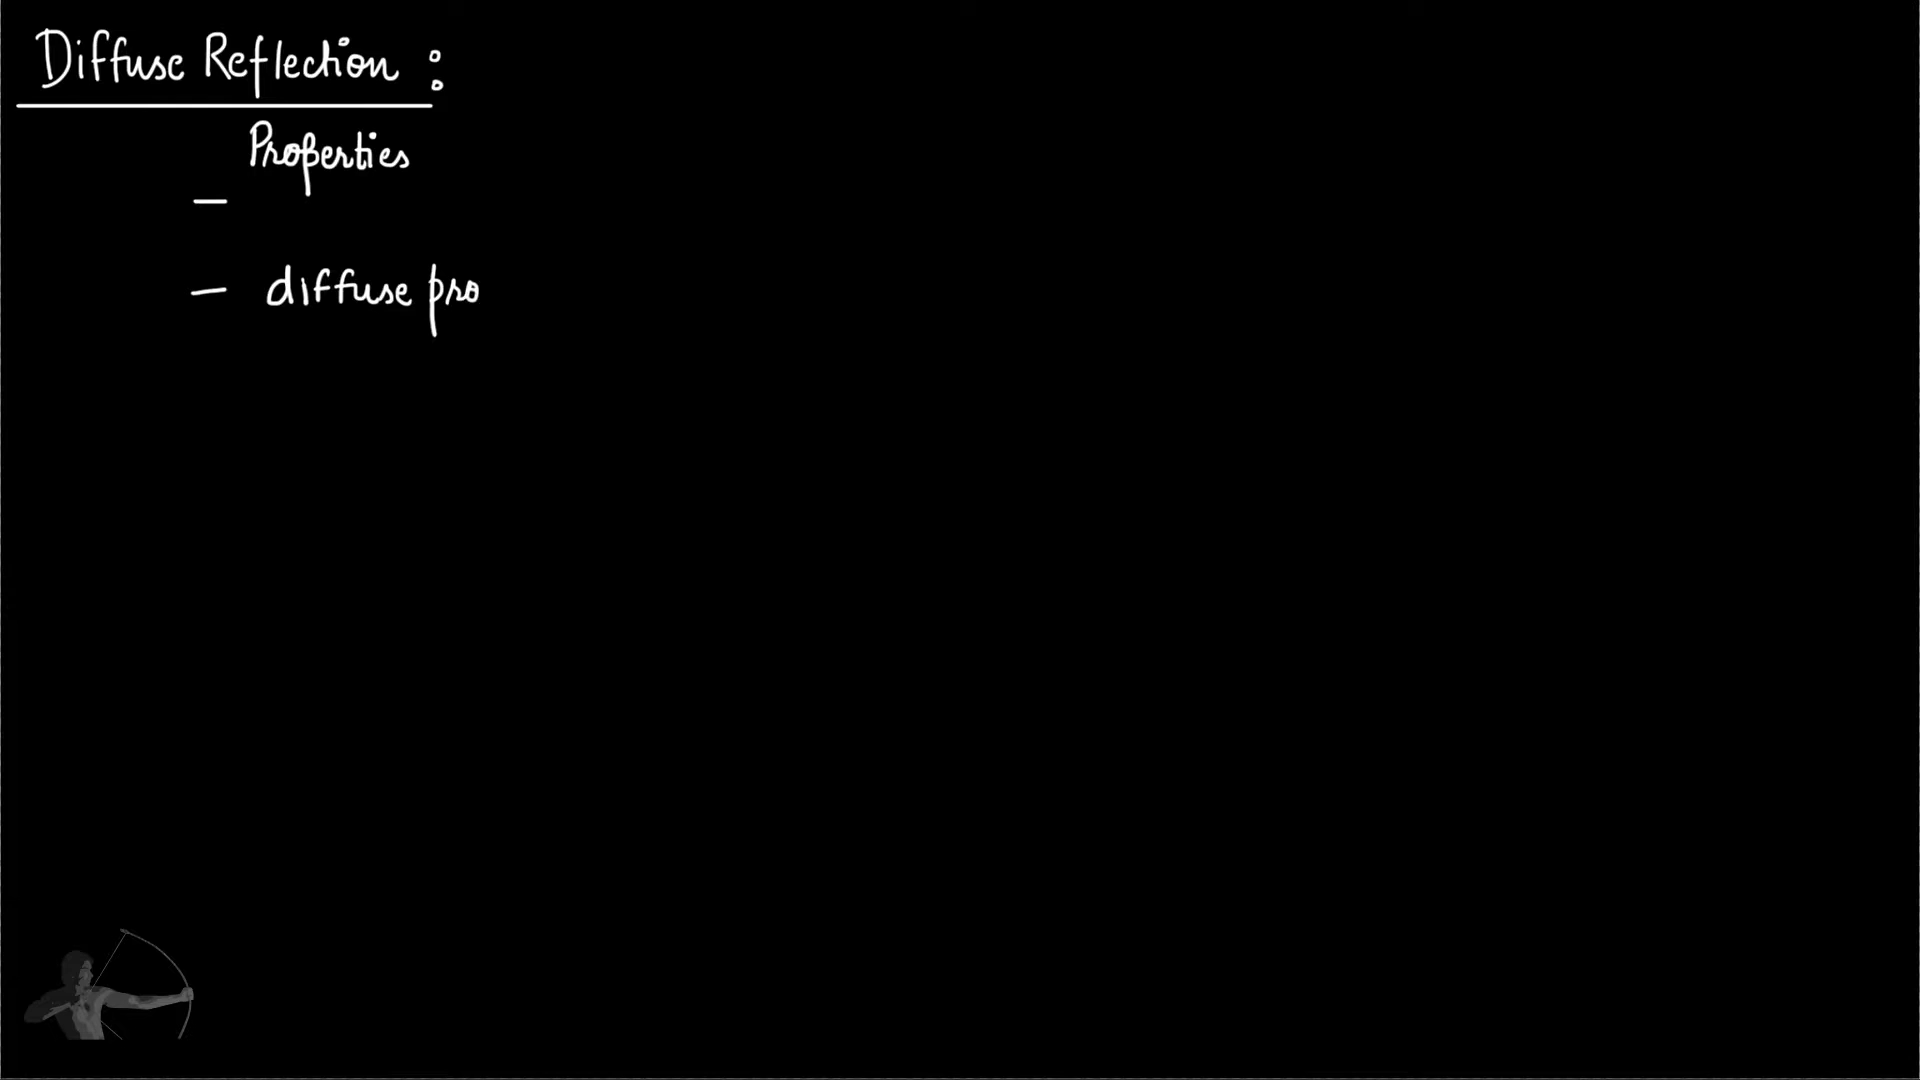 Diffuse Reflection :
Properties
—
— diffuse pro